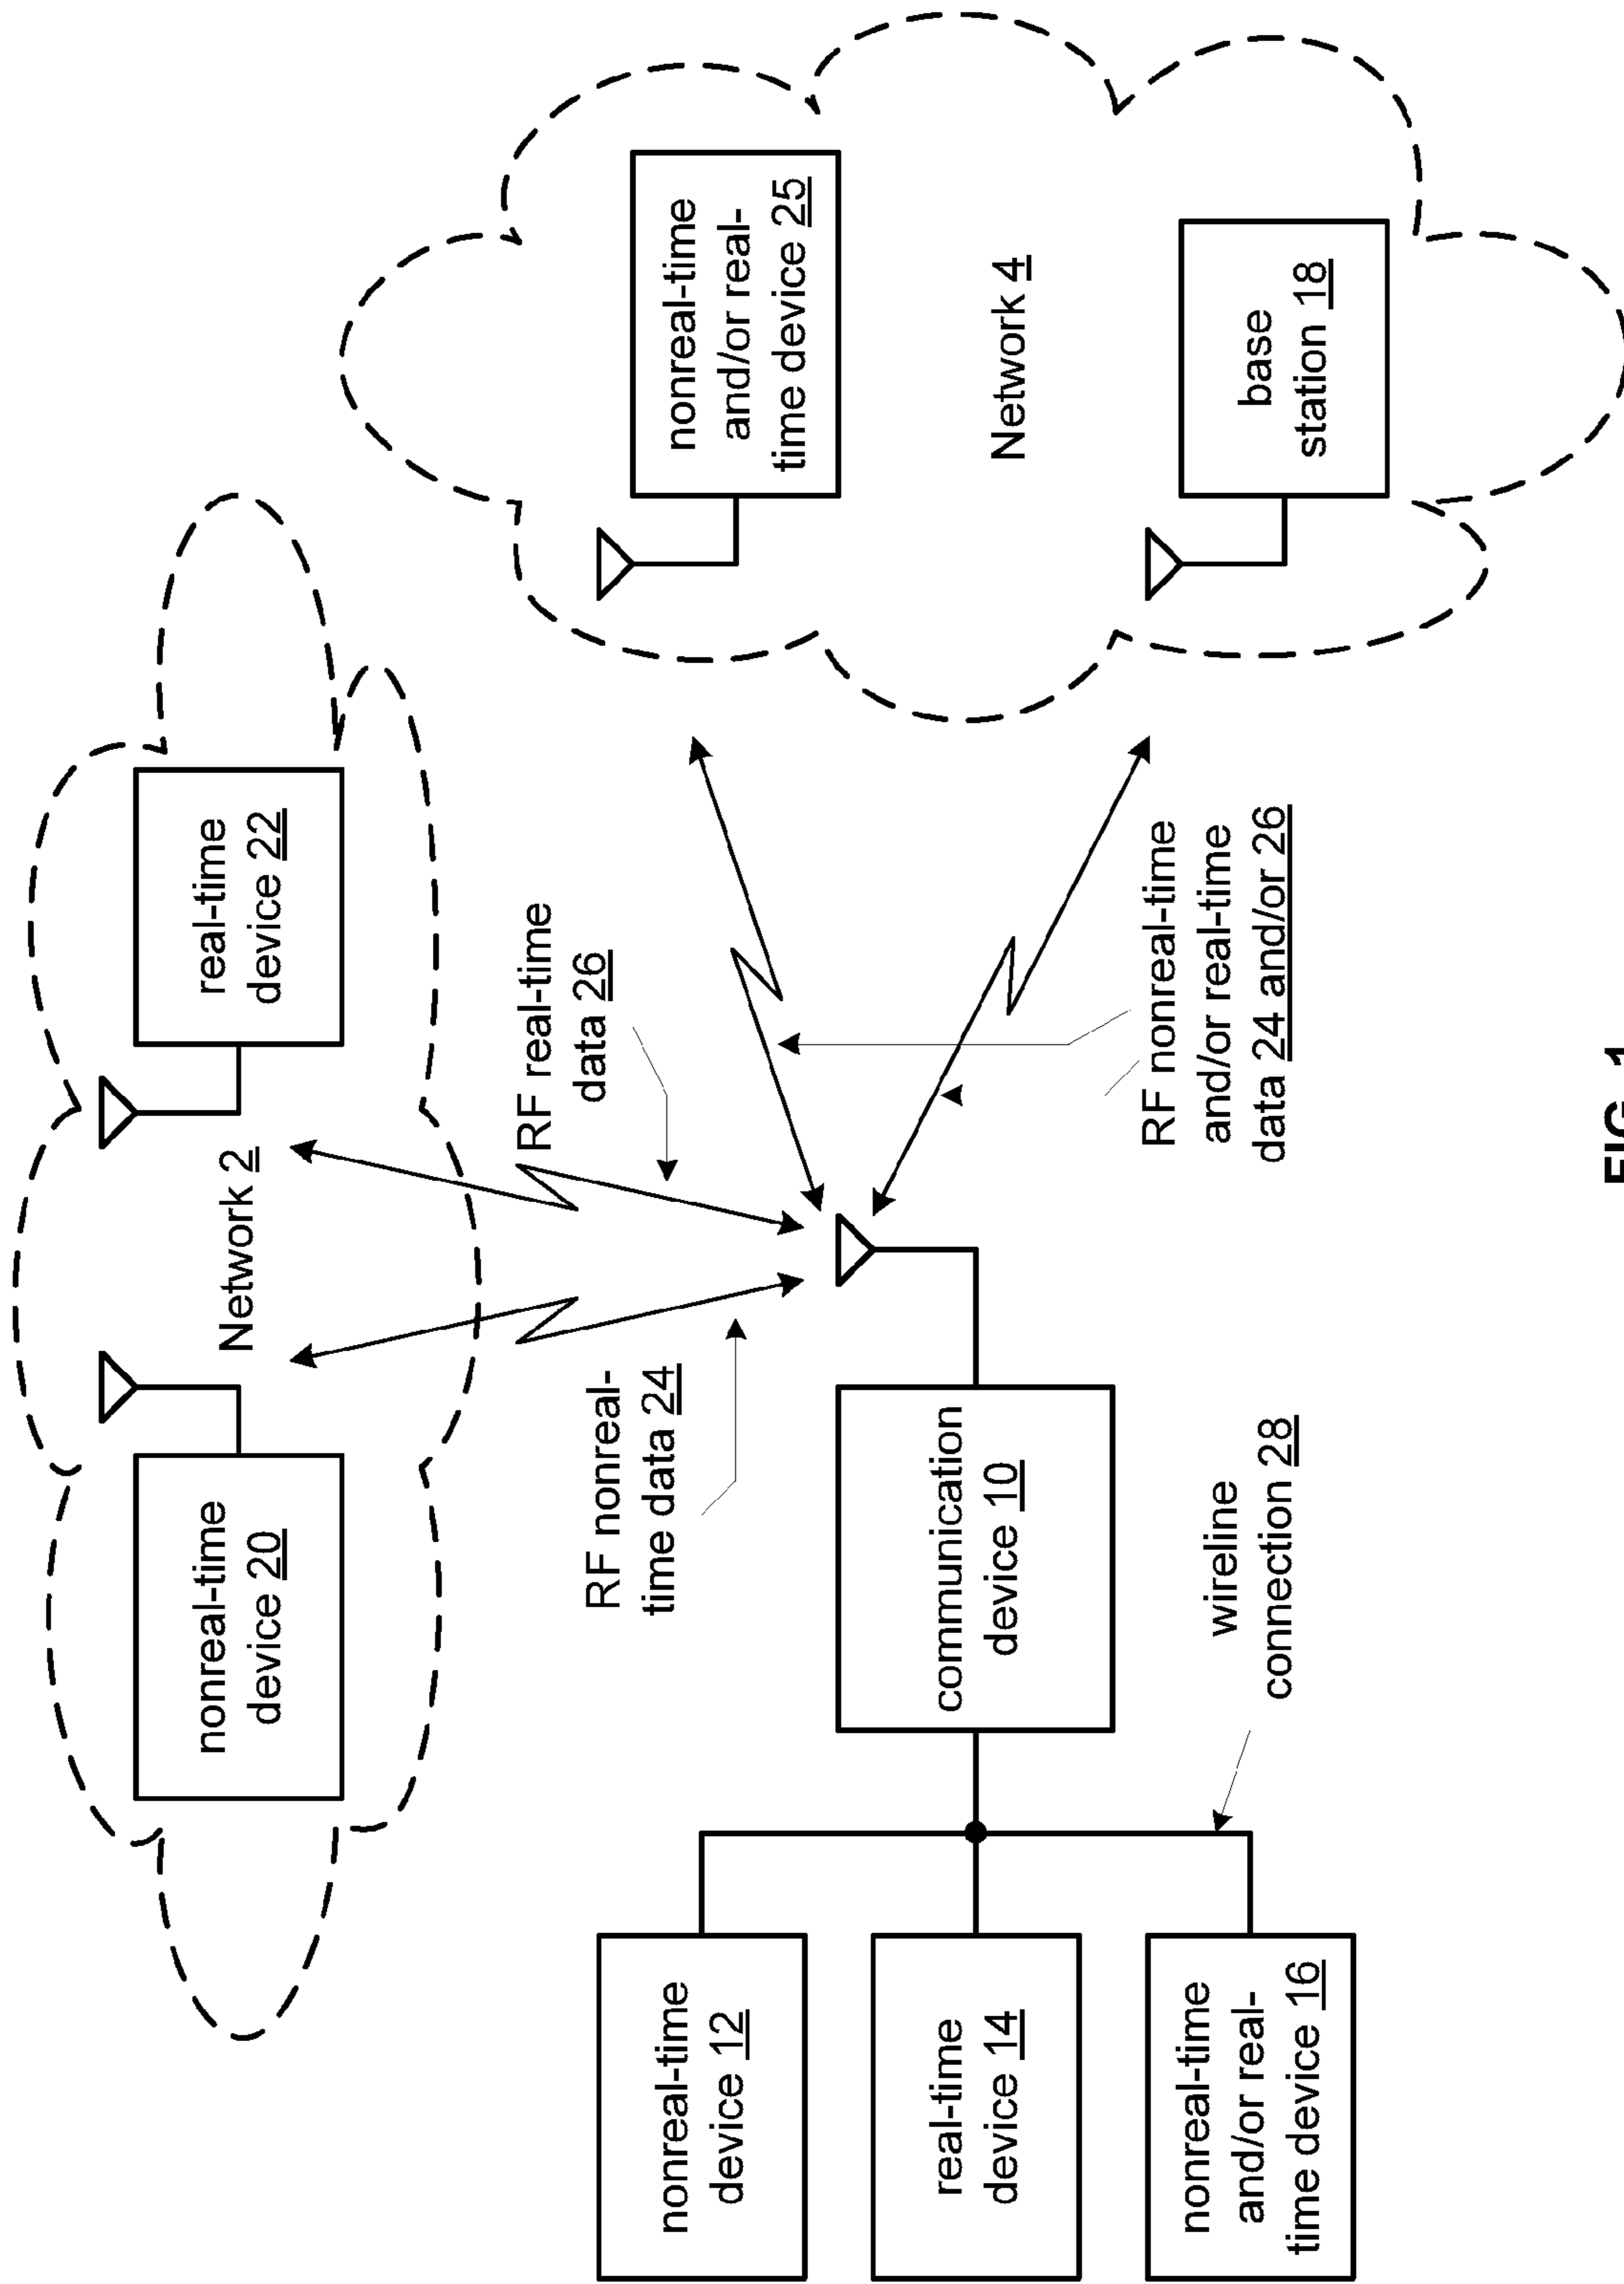 nonreal-time
device 20
Network 2
real-time
device 22
RF nonreal-
time data 24
RF real-time
data 26
nonreal-time
and/or real-
time device 25
Network 4
base
station 18
nonreal-time
device 12
real-time
device 14
nonreal-time
and/or real-
time device 16
communication
device 10
wireline
connection 28
RF nonreal-time
and/or real-time
data 24 and/or 26
FIG. 1